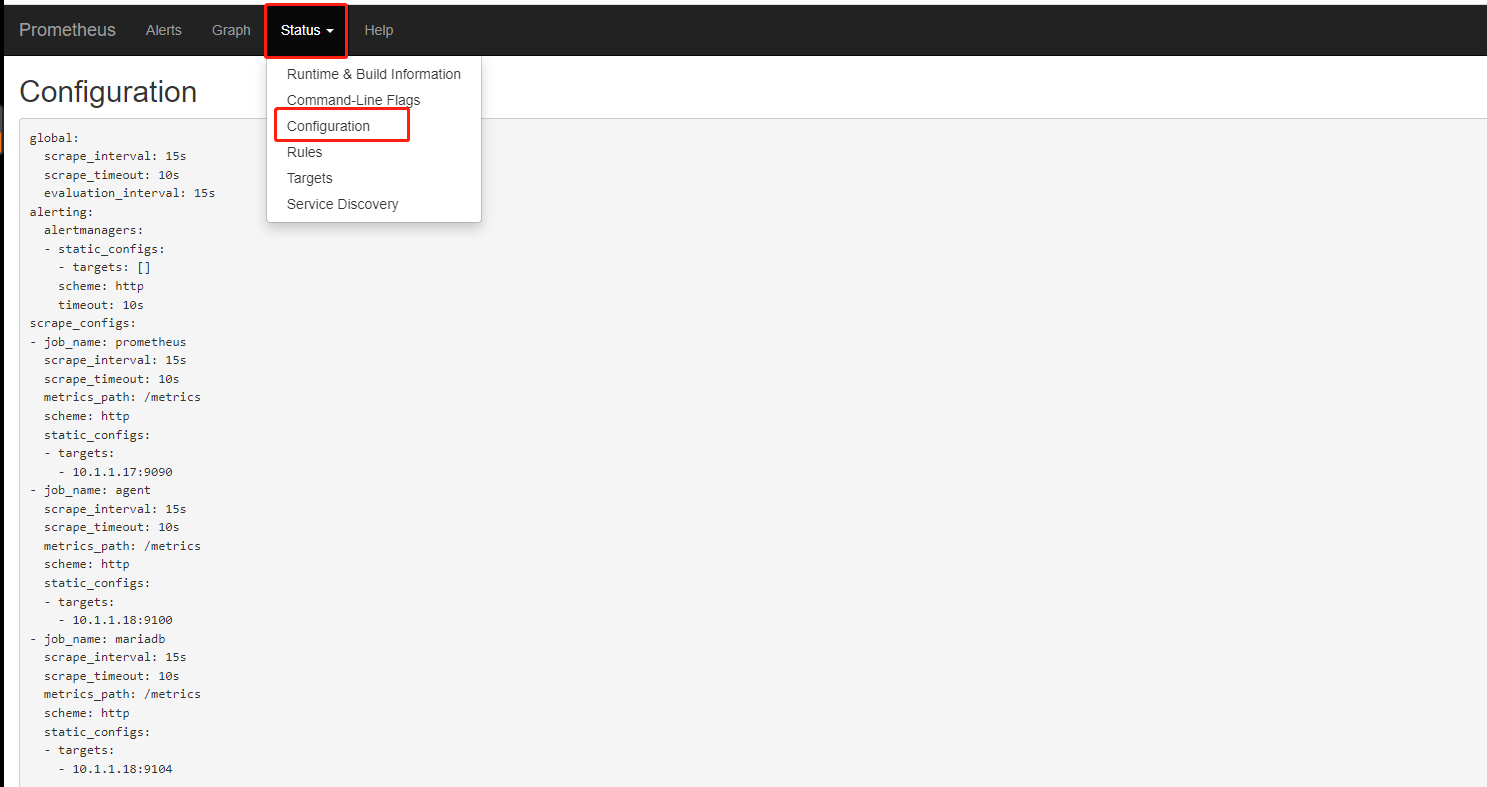 Prometheus Alerts Graph Status Help
Runtime & Build Information
Command-Line Flags
Configuration
Rules
Targets
Service Discovery
Configuration
global:
  scrape_interval: 15s
  scrape_timeout: 10s
  evaluation_interval: 15s
alerting:
  alertmanagers:
  - static_configs:
    - targets: []
    scheme: http
    timeout: 10s
scrape_configs:
- job_name: prometheus
  scrape_interval: 15s
  scrape_timeout: 10s
  metrics_path: /metrics
  scheme: http
  static_configs:
  - targets:
    - 10.1.1.17:9090
- job_name: agent
  scrape_interval: 15s
  scrape_timeout: 10s
  metrics_path: /metrics
  scheme: http
  static_configs:
  - targets:
    - 10.1.1.18:9100
- job_name: mariadb
  scrape_interval: 15s
  scrape_timeout: 10s
  metrics_path: /metrics
  scheme: http
  static_configs:
  - targets:
    - 10.1.1.18:9104